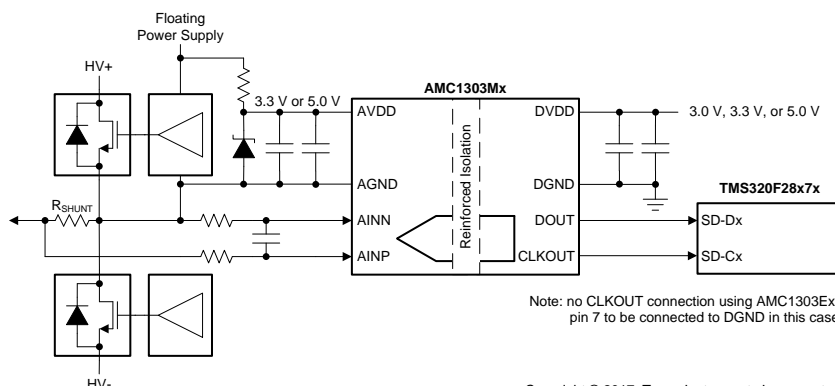 Floating
Power Supply
HV+
AMC1303Mx
3.3 V or 5.0 V
AVDD
DVDD
3.0 V, 3.3 V, or 5.0 V
Reinforced Isolation
AGND
DGND
TMS320F28x7x
RSHUNT
AINN
DOUT
SD-Dx
AINP
CLKOUT
SD-Cx
Note: no CLKOUT connection using AMC1303Ex
pin 7 to be connected to DGND in this case
HV-